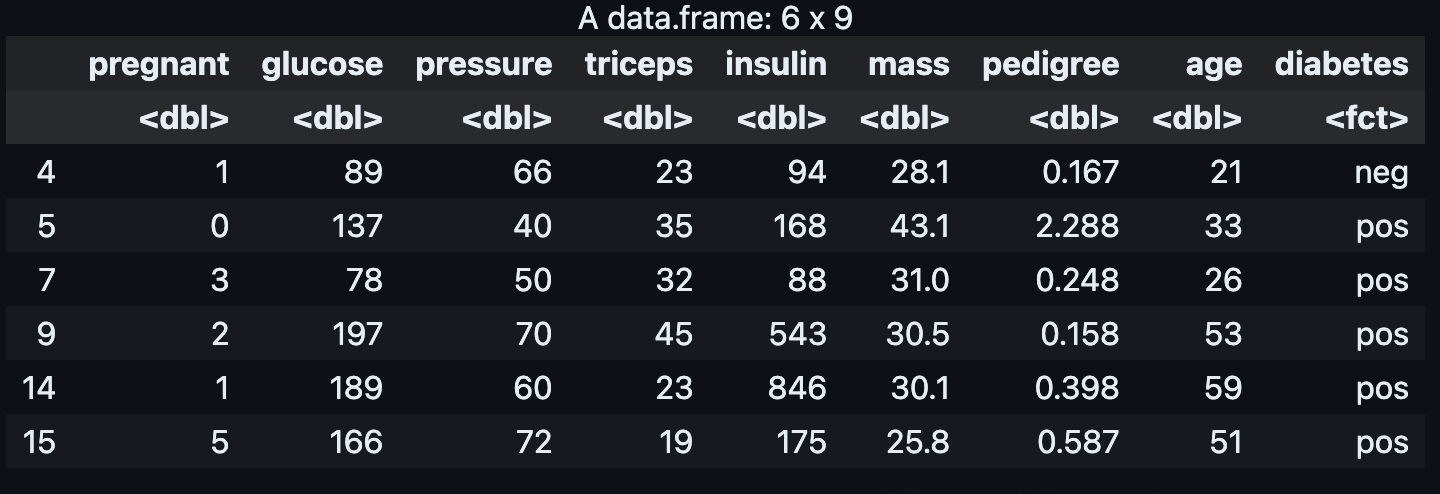 A data.frame: 6 x 9
pregnant glucose pressure triceps insulin mass pedigree age diabetes
<dbl> <dbl> <dbl> <dbl> <dbl> <dbl> <dbl> <dbl> <fct>
4 1 89 66 23 94 28.1 0.167 21 neg
5 0 137 40 35 168 43.1 2.288 33 pos
7 3 78 50 32 88 31.0 0.248 26 pos
9 2 197 70 45 543 30.5 0.158 53 pos
14 1 189 60 23 846 30.1 0.398 59 pos
15 5 166 72 19 175 25.8 0.587 51 pos